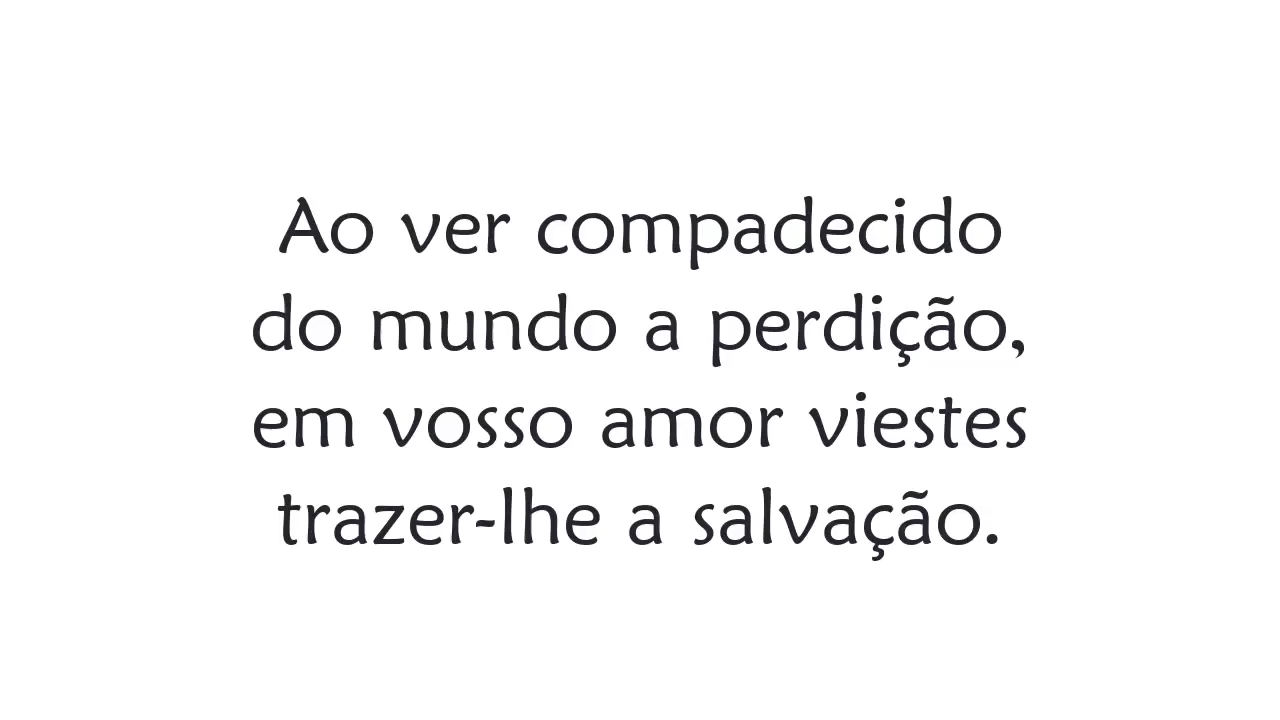 Ao ver compadecido
do mundo a perdição,
em vosso amor viestes
trazer-lhe a salvação.